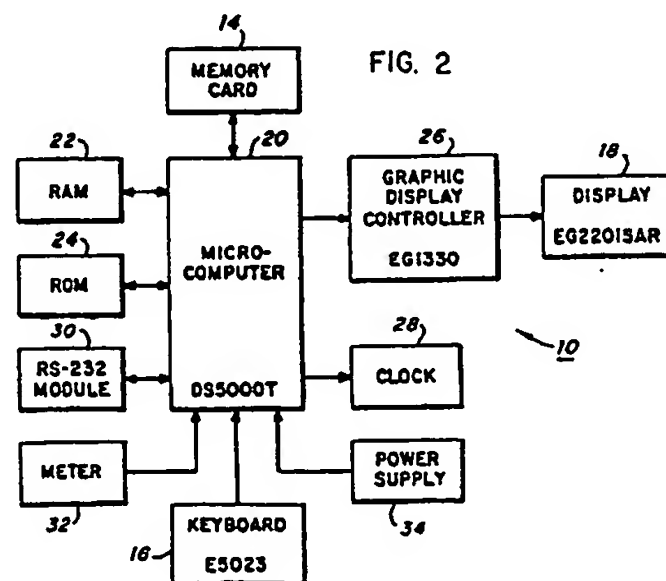 14
MEMORY CARD
FIG. 2
22
RAM
20
MICRO-
COMPUTER
DS5000T
26
GRAPHIC
DISPLAY
CONTROLLER
EG1330
18
DISPLAY
EG22015AR
24
ROM
30
RS-232
MODULE
28
CLOCK
10
METER
32
KEYBOARD
E5023
16
POWER
SUPPLY
34